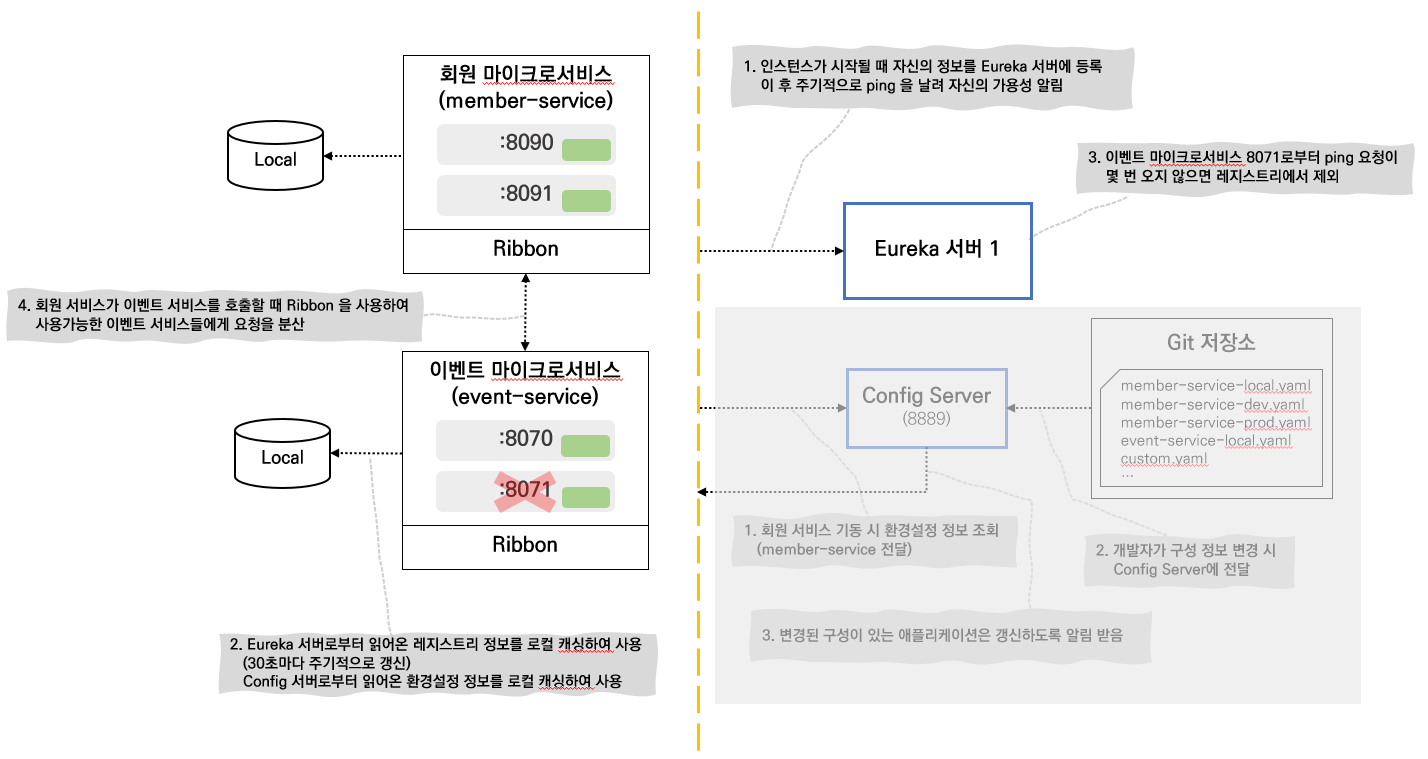 회원 마이크로서비스
(member-service)
:8090
:8091
Ribbon
Local
4. 회원 서비스가 이벤트 서비스를 호출할 때 Ribbon 을 사용하여
사용가능한 이벤트 서비스들에게 요청을 분산
이벤트 마이크로서비스
(event-service)
:8070
:8071
Ribbon
Local
2. Eureka 서버로부터 읽어온 레지스트리 정보를 로컬 캐싱하여 사용
(30초마다 주기적으로 갱신)
Config 서버로부터 읽어온 환경설정 정보를 로컬 캐싱하여 사용
1. 인스턴스가 시작될 때 자신의 정보를 Eureka 서버에 등록
이 후 주기적으로 ping 을 날려 자신의 가용성 알림
3. 이벤트 마이크로서비스 8071로부터 ping 요청이
몇 번 오지 않으면 레지스트리에서 제외
Eureka 서버 1
Git 저장소
member-service-local.yaml
member-service-dev.yaml
member-service-prod.yaml
event-service-local.yaml
custom.yaml
...
Config Server
(8889)
1. 회원 서비스 기동 시 환경설정 정보 조회
(member-service 전달)
2. 개발자가 구성 정보 변경 시
Config Server에 전달
3. 변경된 구성이 있는 애플리케이션은 갱신하도록 알림 받음